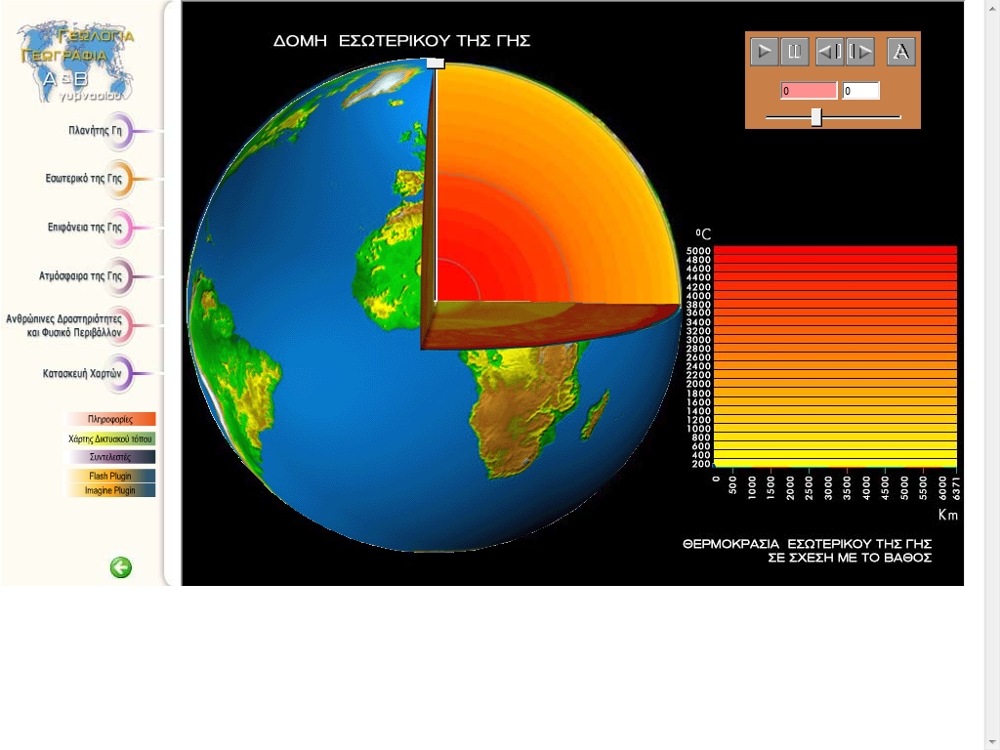 ΓΕΩΛΟΓΙΑ
ΓΕΩΓΡΑΦΙΑ
Α & Β
γυμνασίου
Πλανήτης Γη
Εσωτερικό της Γης
Επιφάνεια της Γης
Ατμόσφαιρα της Γης
Ανθρώπινες Δραστηριότητες
και Φυσικό Περιβάλλον
Κατασκευή Χαρτών
Πληροφορίες
Χάρτης Δικτυακού τόπου
Συντελεστές
Flash Plugin
Imagine Plugin
ΔΟΜΗ ΕΣΩΤΕΡΙΚΟΥ ΤΗΣ ΓΗΣ
A
0 0
°C
5000
4800
4600
4400
4200
4000
3800
3600
3400
3200
3000
2800
2600
2400
2200
2000
1800
1600
1400
1200
1000
800
600
400
200
0 500 1000 1500 2000 2500 3000 3500 4000 4500 5000 5500 6000 6371
Km
ΘΕΡΜΟΚΡΑΣΙΑ ΕΣΩΤΕΡΙΚΟΥ ΤΗΣ ΓΗΣ
ΣΕ ΣΧΕΣΗ ΜΕ ΤΟ ΒΑΘΟΣ